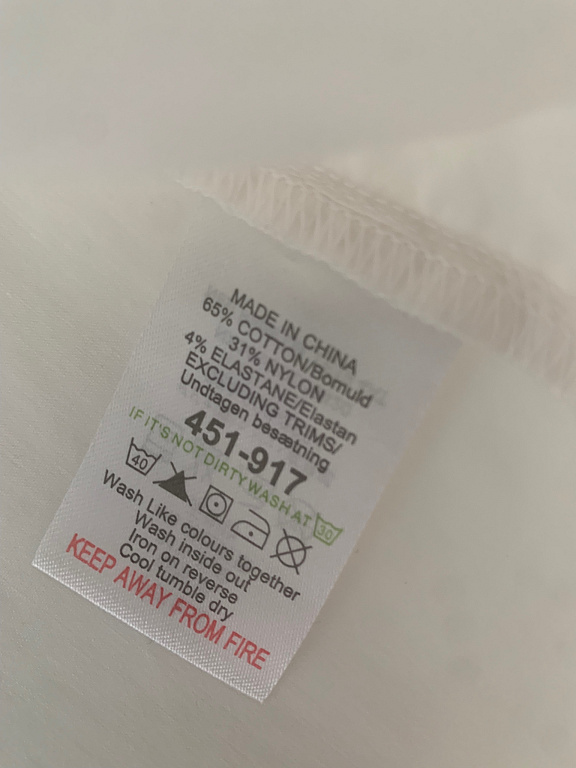 MADE IN CHINA
65% COTTON/Bomuld
31% NYLON
4% ELASTANE/Elastan
EXCLUDING TRIMS/
Undtagen besætning
451-917
IF IT'S NOT DIRTY WASH AT 30
40
Wash Like colours together
Wash inside out
Iron on reverse
Cool tumble dry
KEEP AWAY FROM FIRE